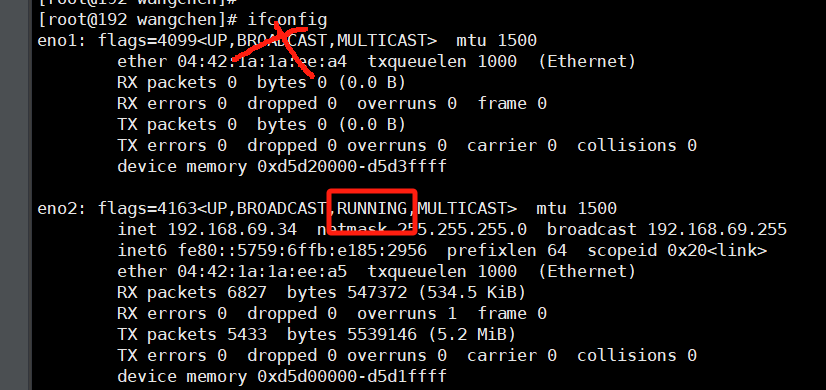 [root@192 wangchen]#
[root@192 wangchen]# ifconfig
eno1: flags=4099<UP,BROADCAST,MULTICAST>  mtu 1500
        ether 04:42:1a:1a:ee:a4  txqueuelen 1000  (Ethernet)
        RX packets 0  bytes 0 (0.0 B)
        RX errors 0  dropped 0  overruns 0  frame 0
        TX packets 0  bytes 0 (0.0 B)
        TX errors 0  dropped 0 overruns 0  carrier 0  collisions 0
        device memory 0xd5d20000-d5d3ffff
eno2: flags=4163<UP,BROADCAST,RUNNING,MULTICAST>  mtu 1500
        inet 192.168.69.34  netmask 255.255.255.0  broadcast 192.168.69.255
        inet6 fe80::5759:6ffb:e185:2956  prefixlen 64  scopeid 0x20<link>
        ether 04:42:1a:1a:ee:a5  txqueuelen 1000  (Ethernet)
        RX packets 6827  bytes 547372 (534.5 KiB)
        RX errors 0  dropped 0  overruns 1  frame 0
        TX packets 5433  bytes 5539146 (5.2 MiB)
        TX errors 0  dropped 0 overruns 0  carrier 0  collisions 0
        device memory 0xd5d00000-d5d1ffff